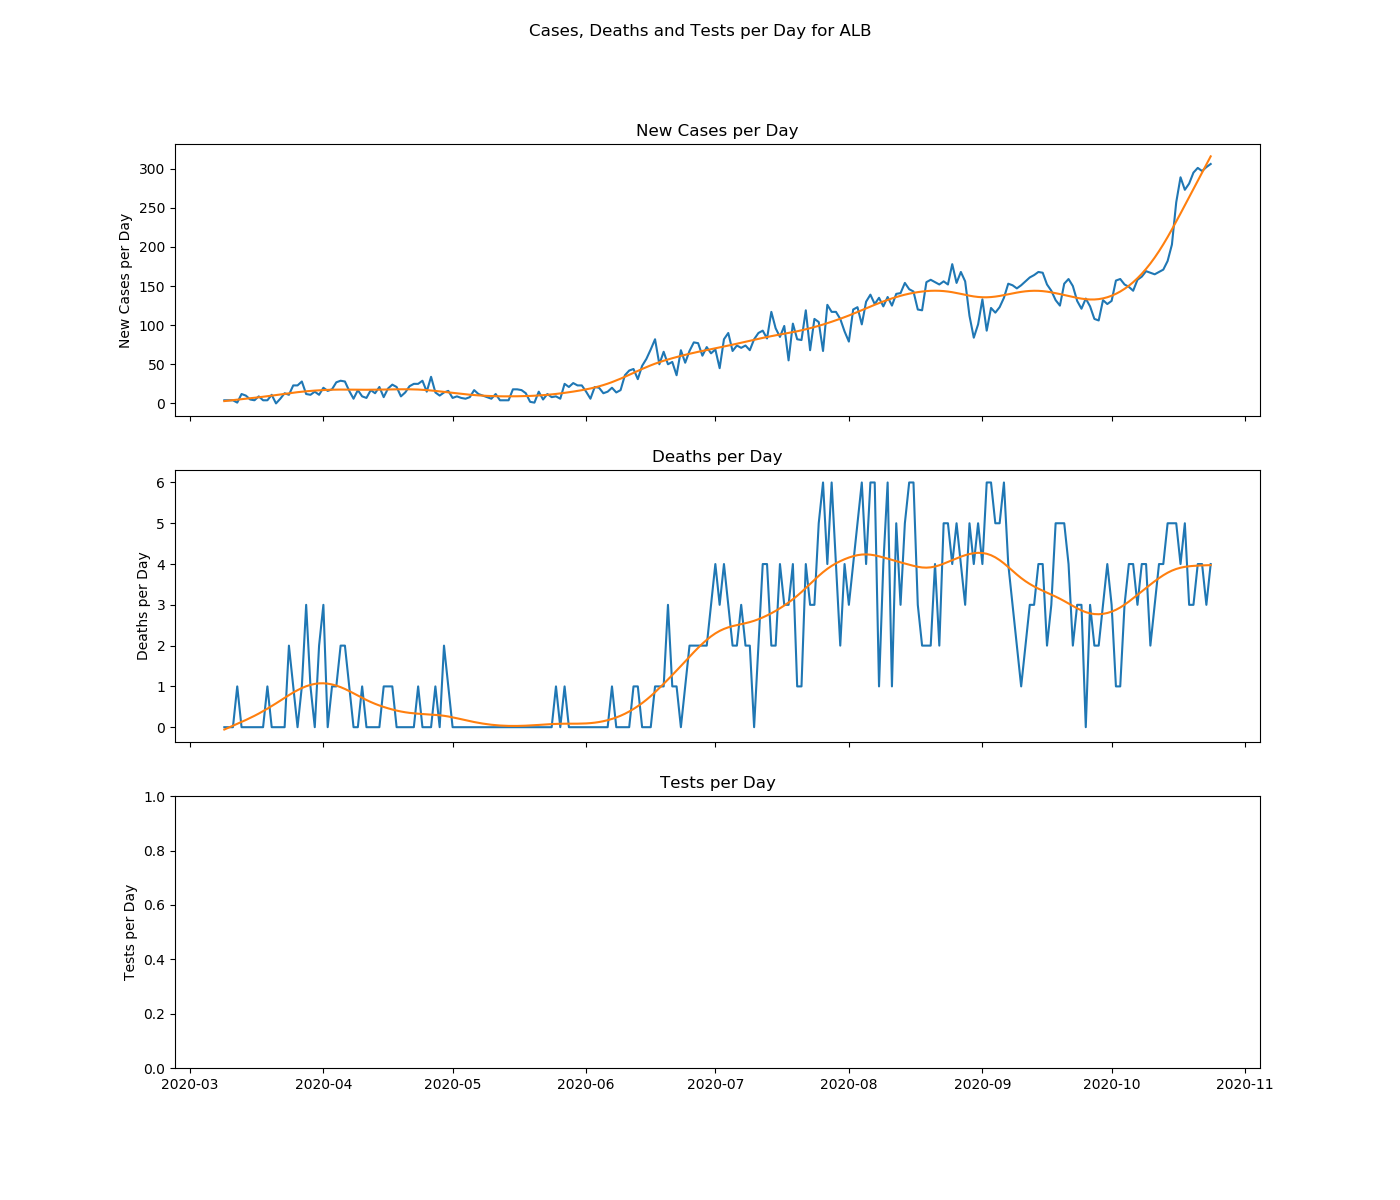 Cases, Deaths and Tests per Day for ALB
New Cases per Day
New Cases per Day
300
250
200
150
100
50
0
Deaths per Day
Deaths per Day
6
5
4
3
2
1
0
Tests per Day
Tests per Day
1.0
0.8
0.6
0.4
0.2
0.0
2020-03 2020-04 2020-05 2020-06 2020-07 2020-08 2020-09 2020-10 2020-11